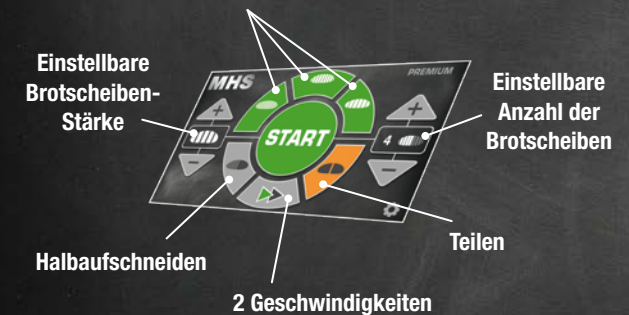 Einstellbare
Brotscheiben-
Stärke
MHS
PREMIUM
Einstellbare
Anzahl der
Brotscheiben
START
4
Teilen
Halbaufschneiden
2 Geschwindigkeiten